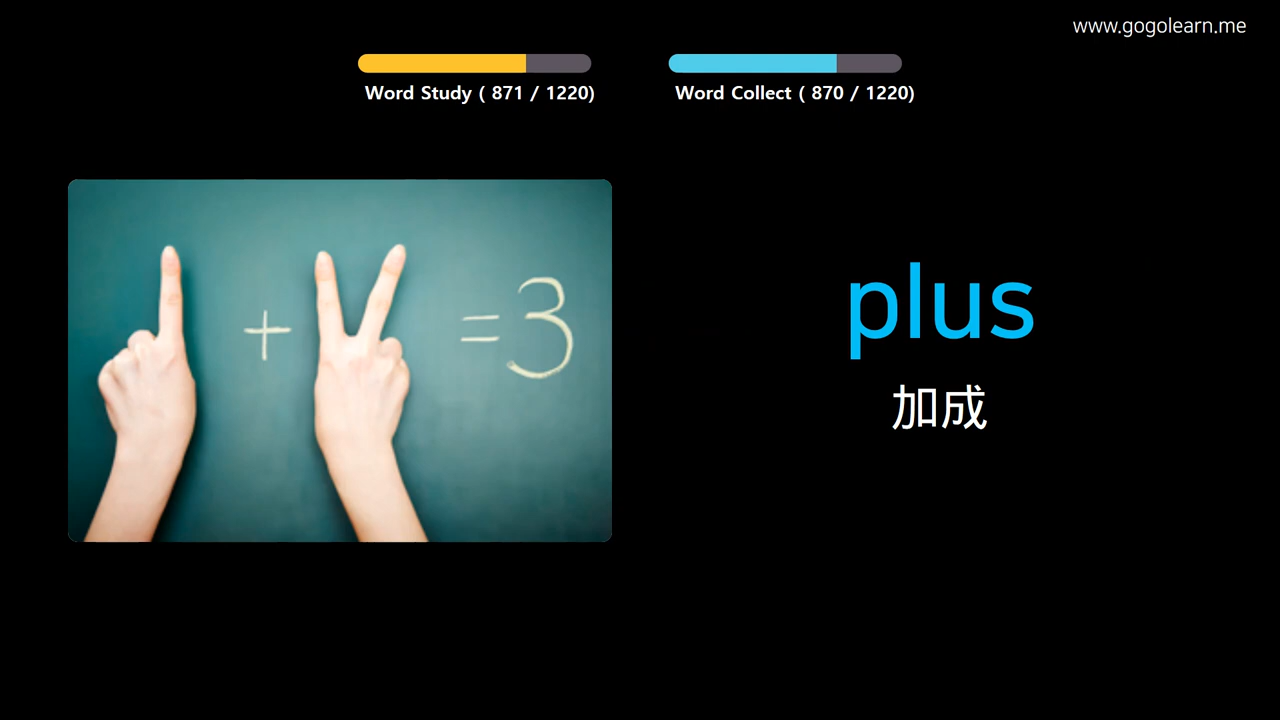 www.gogolearn.me
Word Study ( 871 / 1220)
Word Collect ( 870 / 1220)
+ = 3
plus
加成